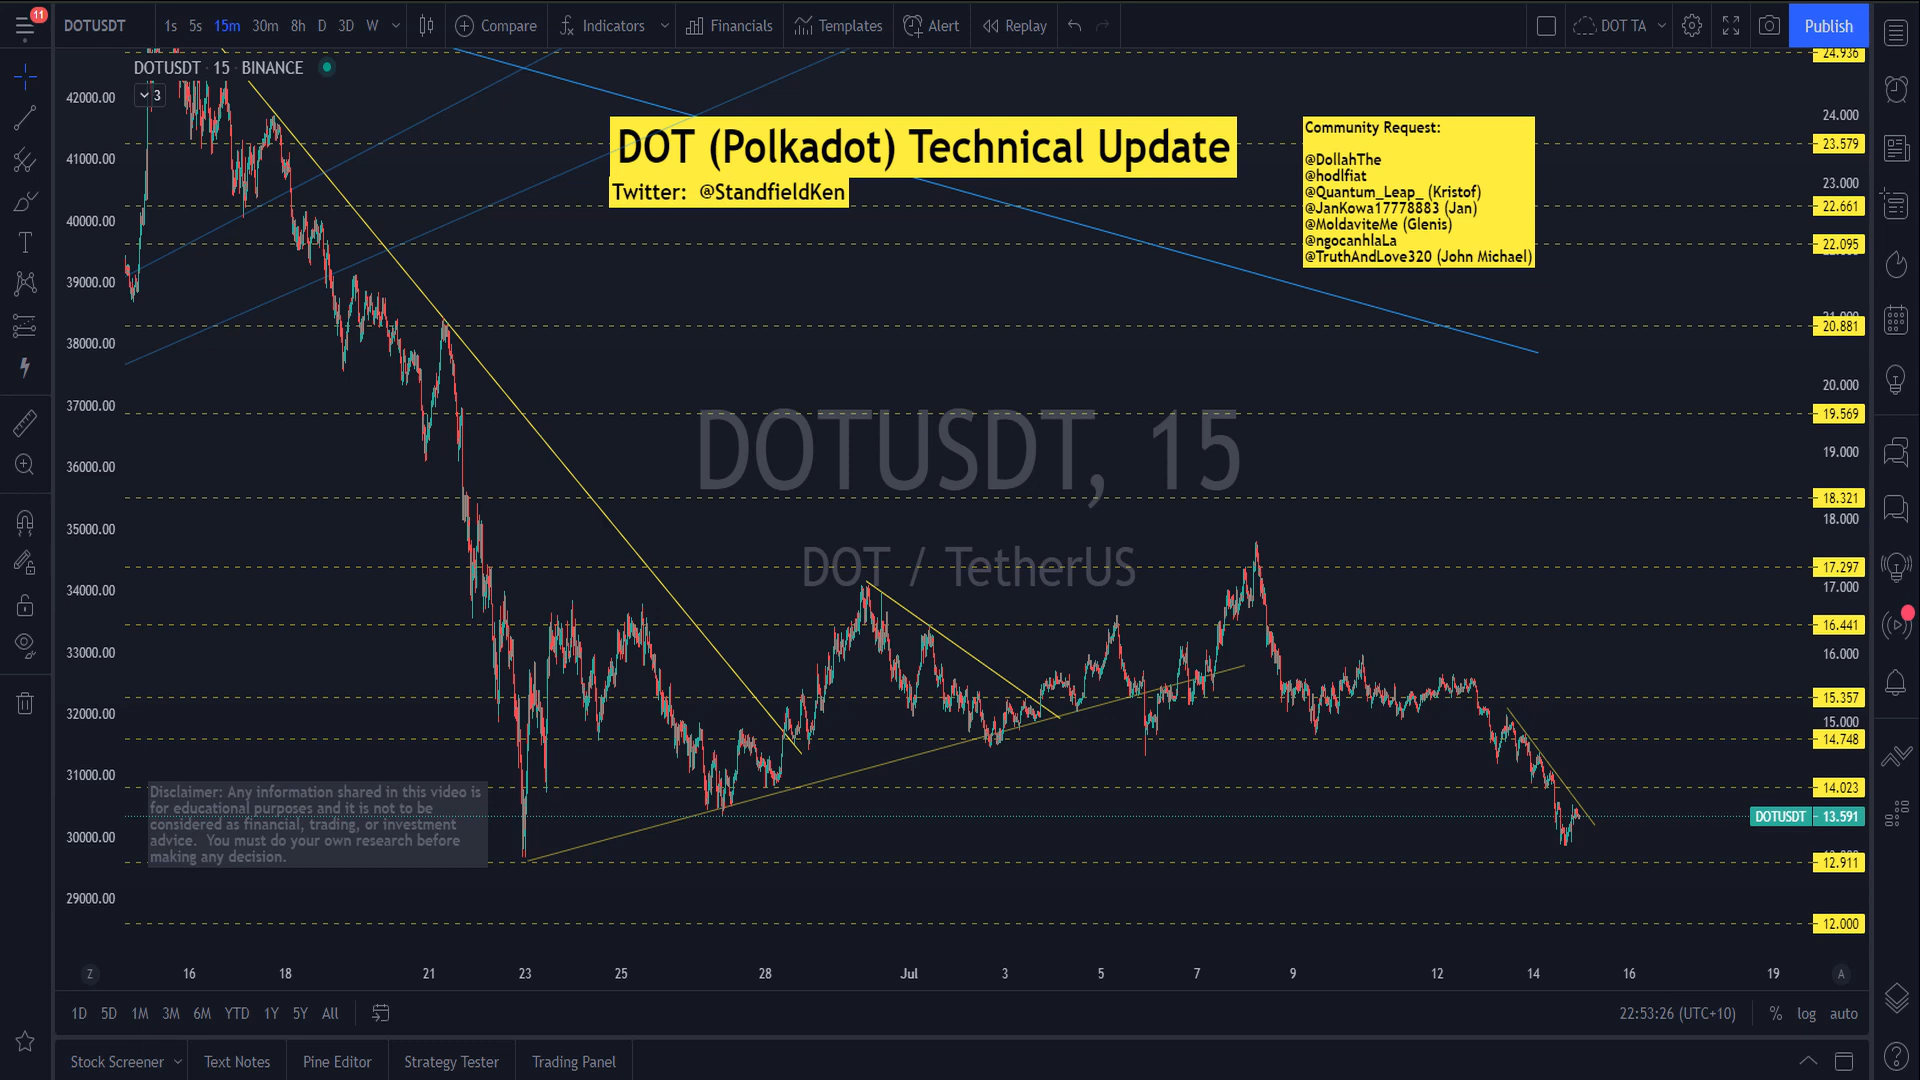 11
DOTUSDT
1s 5s 15m 30m 8h D 3D W
Compare
Indicators
Financials
Templates
Alert
Replay
DOT TA
Publish
DOTUSDT · 15 · BINANCE
3
DOT (Polkadot) Technical Update
Twitter: @StandfieldKen
Community Request:
@DollahThe
@hodlfiat
@Quantum_Leap_ (Kristof)
@JanKowa17778883 (Jan)
@MoldaviteMe (Glenis)
@ngocanhlaLa
@TruthAndLove320 (John Michael)
42000.00
41000.00
40000.00
39000.00
38000.00
37000.00
36000.00
35000.00
34000.00
33000.00
32000.00
31000.00
30000.00
29000.00
DOTUSDT, 15
DOT / TetherUS
24.936
24.000
23.579
23.000
22.661
22.095
20.881
20.000
19.569
19.000
18.321
18.000
17.297
17.000
16.441
16.000
15.357
15.000
14.748
14.023
DOTUSDT 13.591
12.911
12.000
Disclaimer: Any information shared in this video is
for educational purposes and it is not to be
considered as financial, trading, or investment
advice. You must do your own research before
making any decision.
Z 16 18 21 23 25 28 Jul 3 5 7 9 12 14 16 19 A
1D 5D 1M 3M 6M YTD 1Y 5Y All
22:53:26 (UTC+10)
% log auto
Stock Screener
Text Notes
Pine Editor
Strategy Tester
Trading Panel